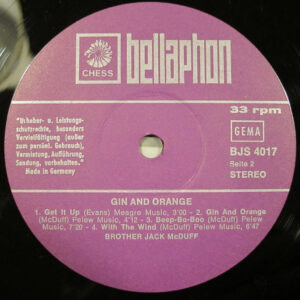 CHESS
bellaphon
33 rpm
"Urheber- u. Leistungs-
schutzrechte, besonders
Vervielfältigung (außer
zum persönl. Gebrauch),
Vermietung, Aufführung,
Sendung, vorbehalten."
Made in Germany
GEMA
BJS 4017
Seite 2
STEREO
GIN AND ORANGE
1. Get It Up (Evans) Meagre Music, 3'00 - 2. Gin And Orange
(McDuff) Pelew Music, 4'12 - 3. Beep-Bo-Boo (McDuff) Pelew
Music, 7'20 - 4. With The Wind (McDuff) Pelew Music, 6'47
BROTHER JACK McDUFF